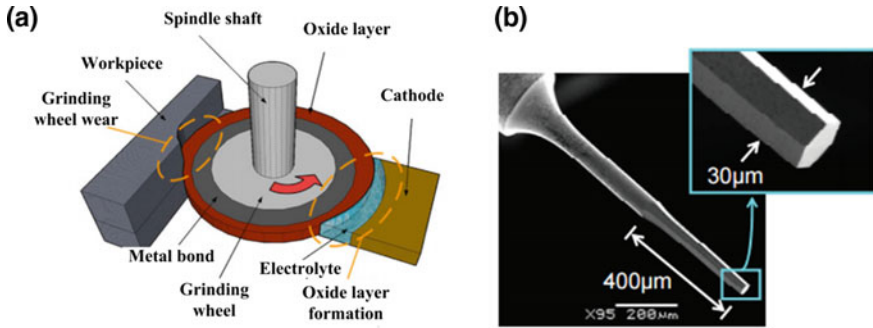 (a)
Spindle shaft
Oxide layer
Workpiece
Grinding
wheel wear
Cathode
Metal bond
Grinding
wheel
Electrolyte
Oxide layer
formation
(b)
30μm
400μm
X95 200μm